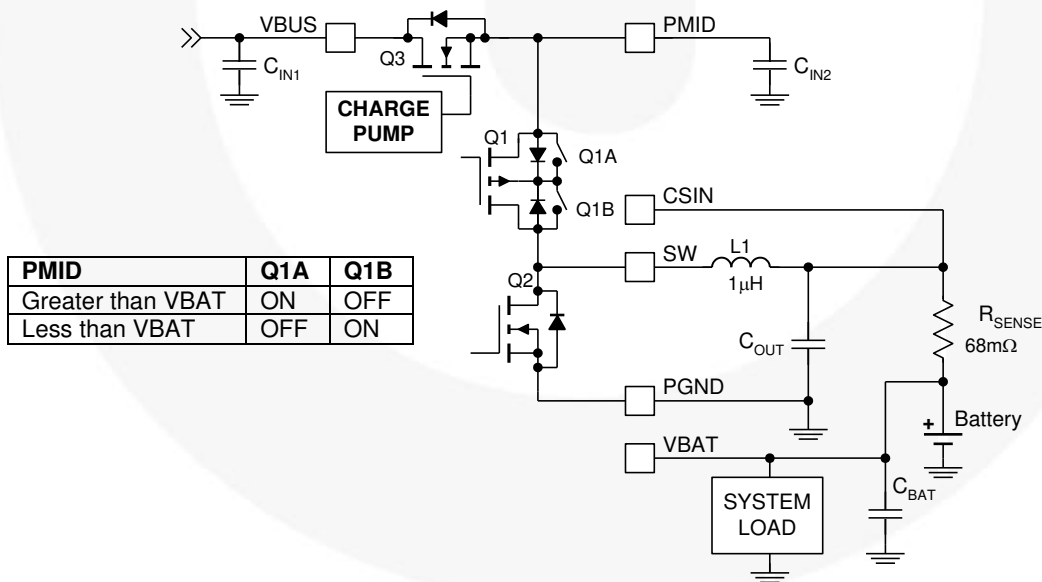 VBUS
PMID
Q3
C_IN1
C_IN2
CHARGE
PUMP
Q1
Q1A
Q1B
CSIN
SW
L1
1µH
PMID Q1A Q1B
Greater than VBAT ON OFF
Less than VBAT OFF ON
Q2
R_SENSE
68mΩ
C_OUT
PGND
+ Battery
VBAT
C_BAT
SYSTEM
LOAD